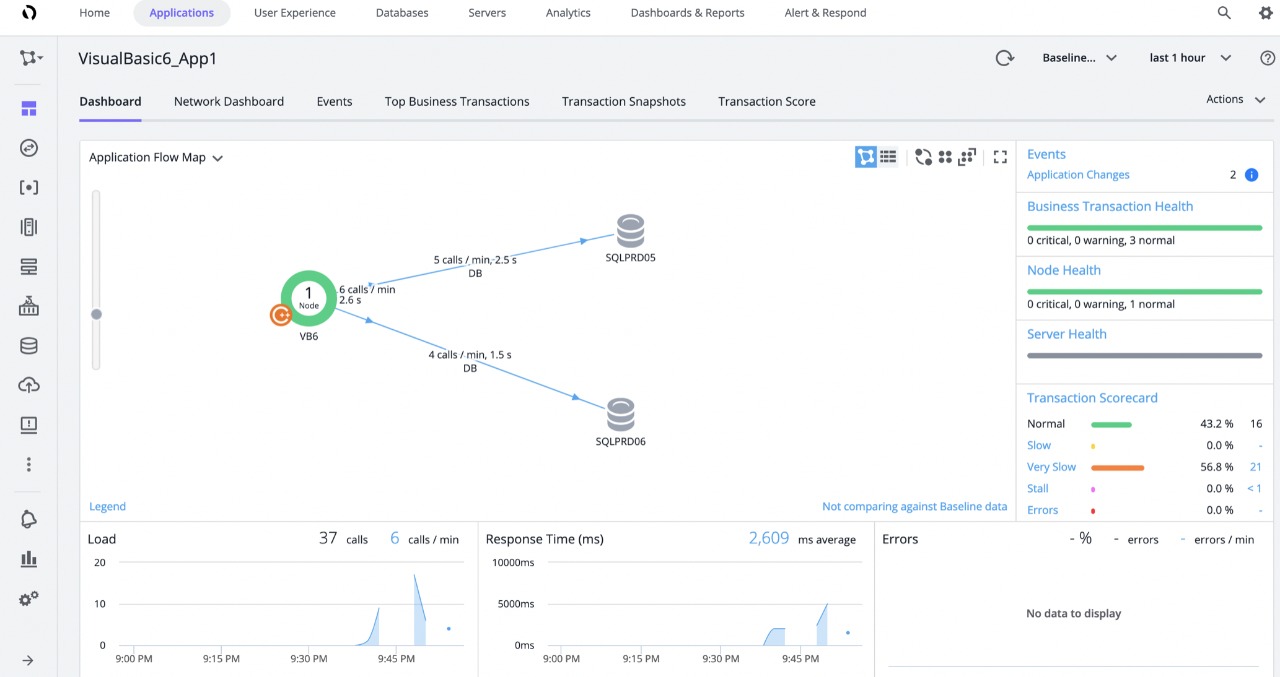 Home Applications User Experience Databases Servers Analytics Dashboards & Reports Alert & Respond
VisualBasic6_App1
Baseline... last 1 hour
Dashboard Network Dashboard Events Top Business Transactions Transaction Snapshots Transaction Score
Actions
Application Flow Map
SQLPRD05
5 calls / min, 2.5 s
DB
1
Node
6 calls / min
2.6 s
VB6
4 calls / min, 1.5 s
DB
SQLPRD06
Legend
Not comparing against Baseline data
Events
Application Changes 2
Business Transaction Health
0 critical, 0 warning, 3 normal
Node Health
0 critical, 0 warning, 1 normal
Server Health
Transaction Scorecard
Normal 43.2 % 16
Slow 0.0 % -
Very Slow 56.8 % 21
Stall 0.0 % < 1
Errors 0.0 % -
Load 37 calls 6 calls / min
20
10
0
9:00 PM 9:15 PM 9:30 PM 9:45 PM
Response Time (ms) 2,609 ms average
10000ms
5000ms
0ms
9:00 PM 9:15 PM 9:30 PM 9:45 PM
Errors - % - errors - errors / min
No data to display